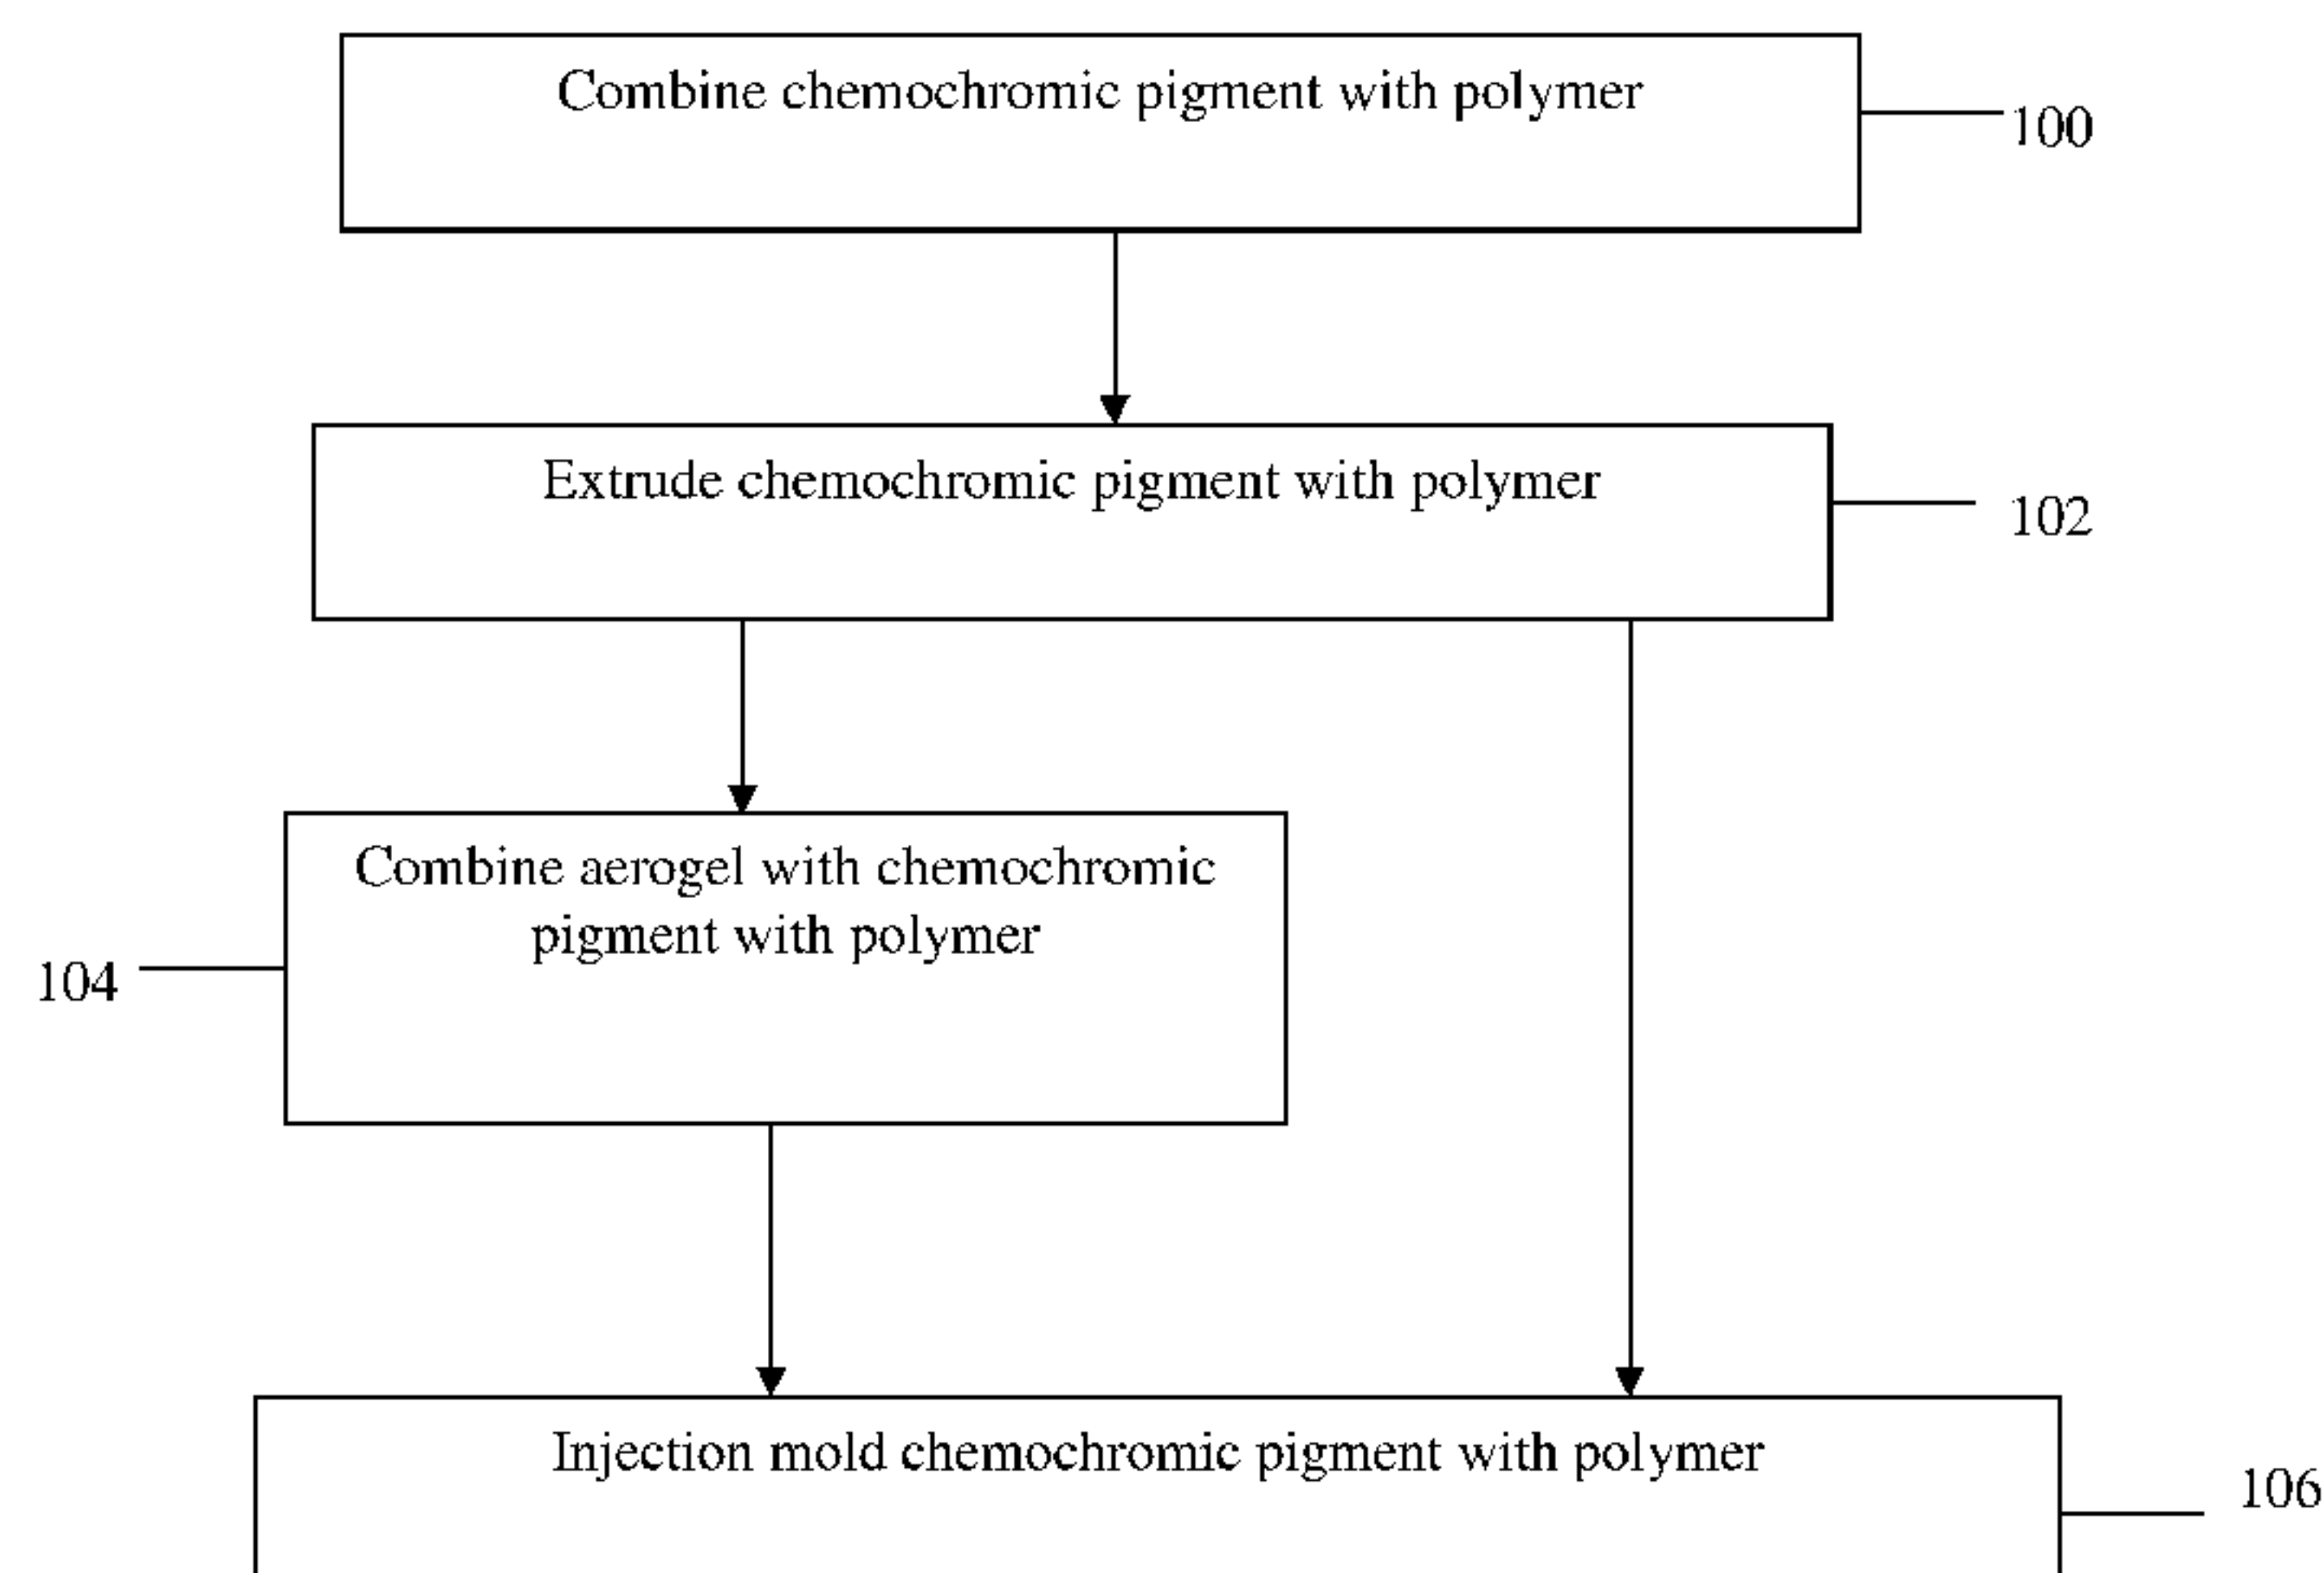 Combine chemochromic pigment with polymer
100
Extrude chemochromic pigment with polymer
102
Combine aerogel with chemochromic
pigment with polymer
104
Injection mold chemochromic pigment with polymer
106